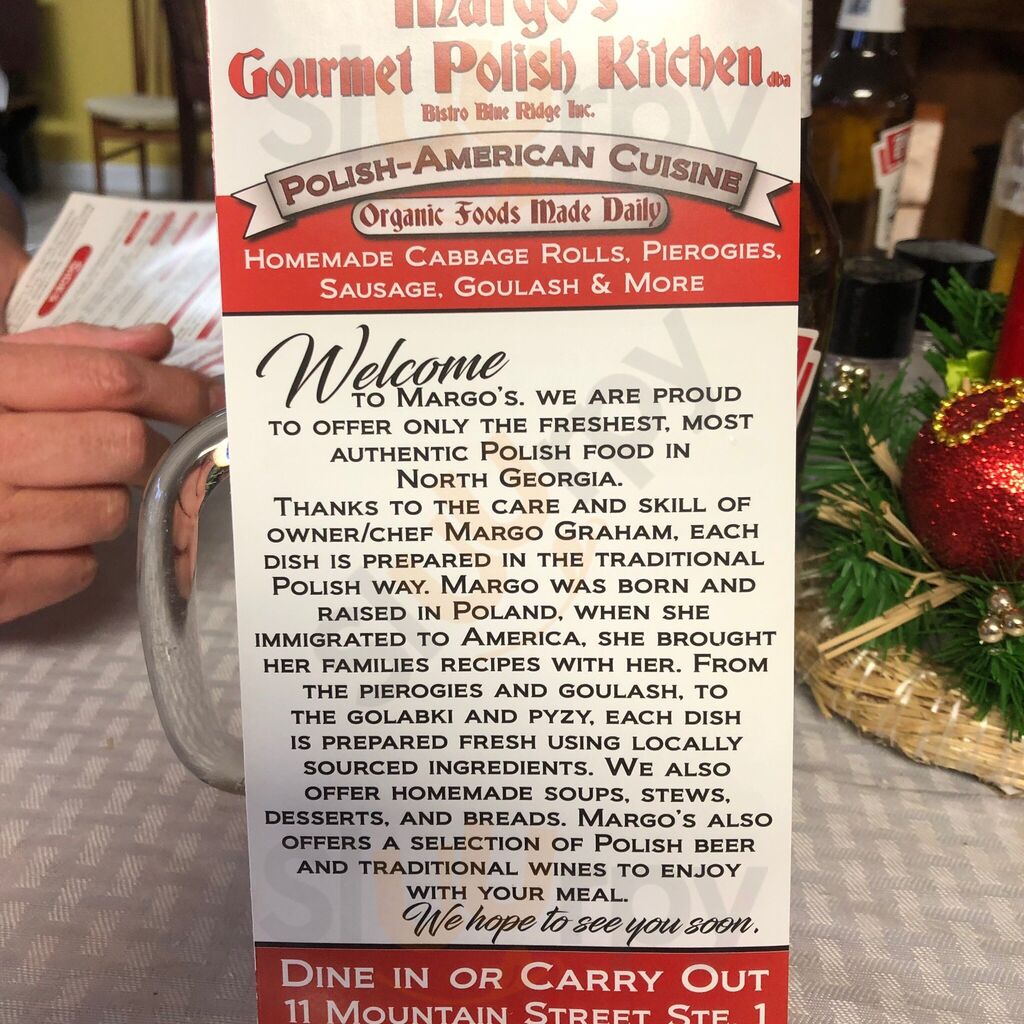 Margo's
Gourmet Polish Kitchen dba
Bistro Blue Ridge Inc.
Polish-American Cuisine
Organic Foods Made Daily
Homemade Cabbage Rolls, Pierogies,
Sausage, Goulash & More
Welcome
to Margo's. We are proud
to offer only the freshest, most
authentic Polish food in
North Georgia.
Thanks to the care and skill of
owner/chef Margo Graham, each
dish is prepared in the traditional
Polish way. Margo was born and
raised in Poland, when she
immigrated to America, she brought
her families recipes with her. From
the pierogies and goulash, to
the golabki and pyzy, each dish
is prepared fresh using locally
sourced ingredients. We also
offer homemade soups, stews,
desserts, and breads. Margo's also
offers a selection of Polish beer
and traditional wines to enjoy
with your meal.
We hope to see you soon.
Dine in or Carry Out
11 Mountain Street Ste. 1